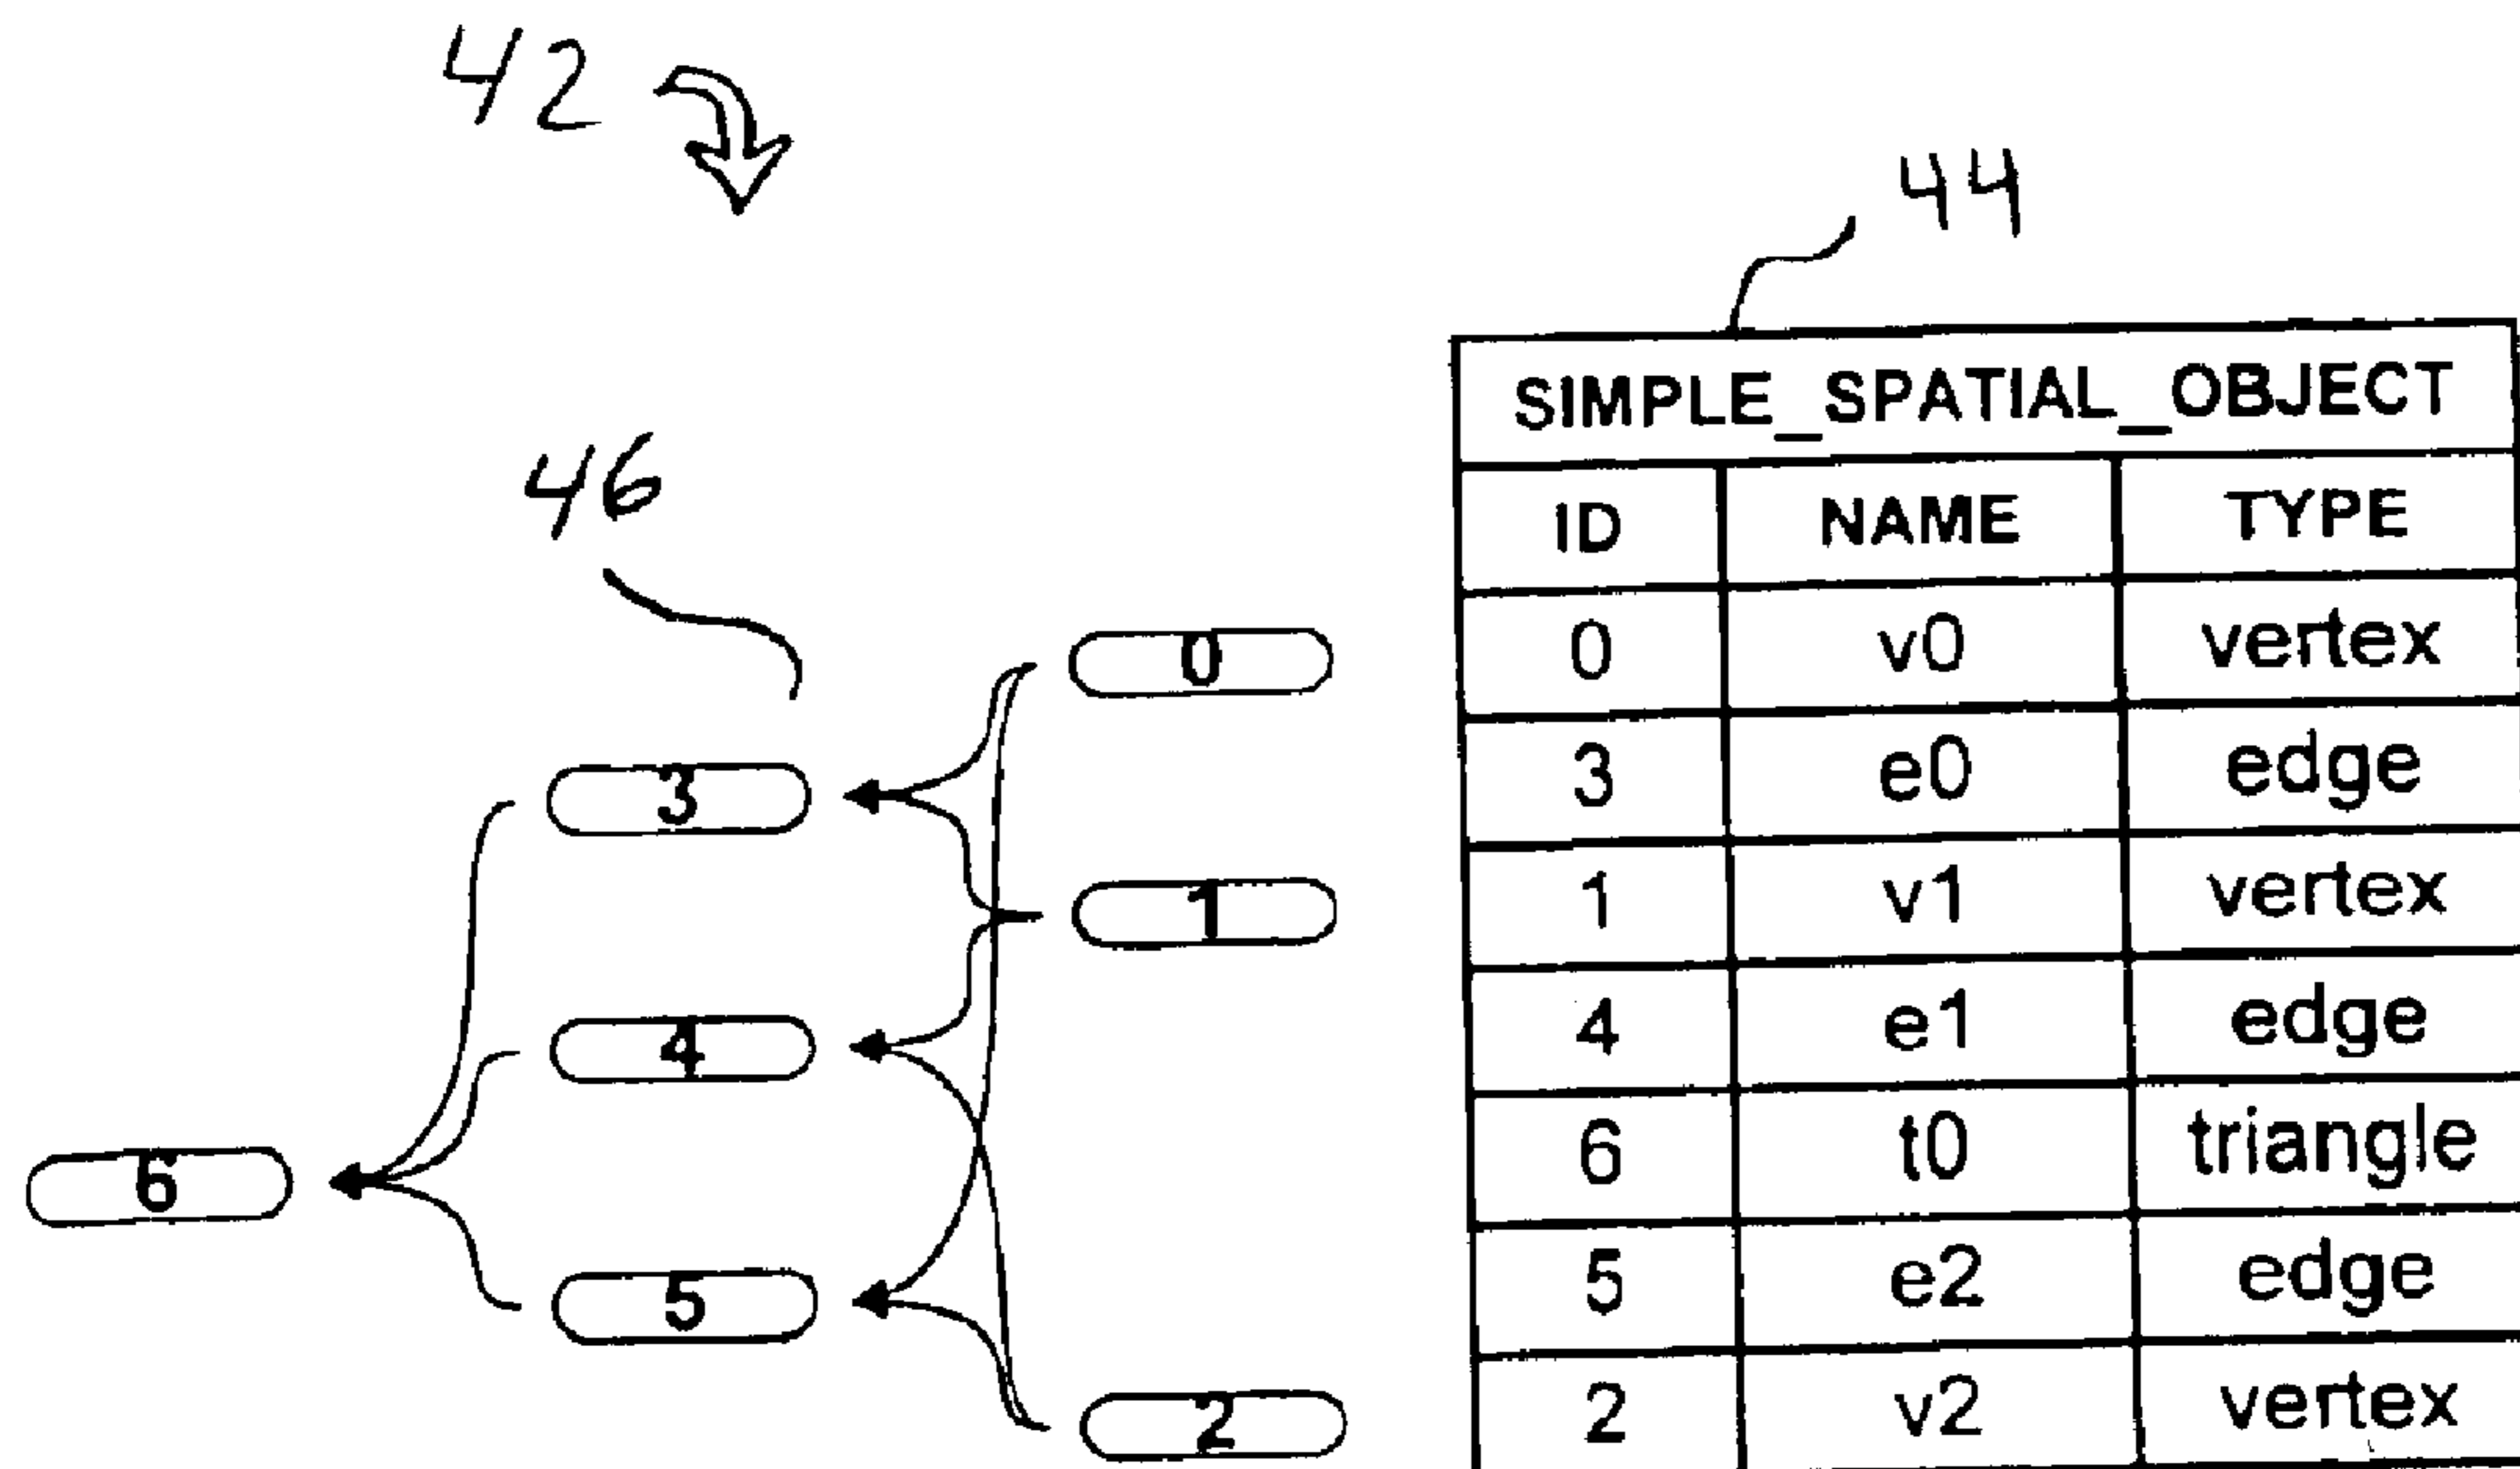 42
44
46
SIMPLE_SPATIAL_OBJECT
ID NAME TYPE
0 0 v0 vertex
3 3 e0 edge
1 1 v1 vertex
4 4 e1 edge
6 6 t0 triangle
5 5 e2 edge
2 2 v2 vertex